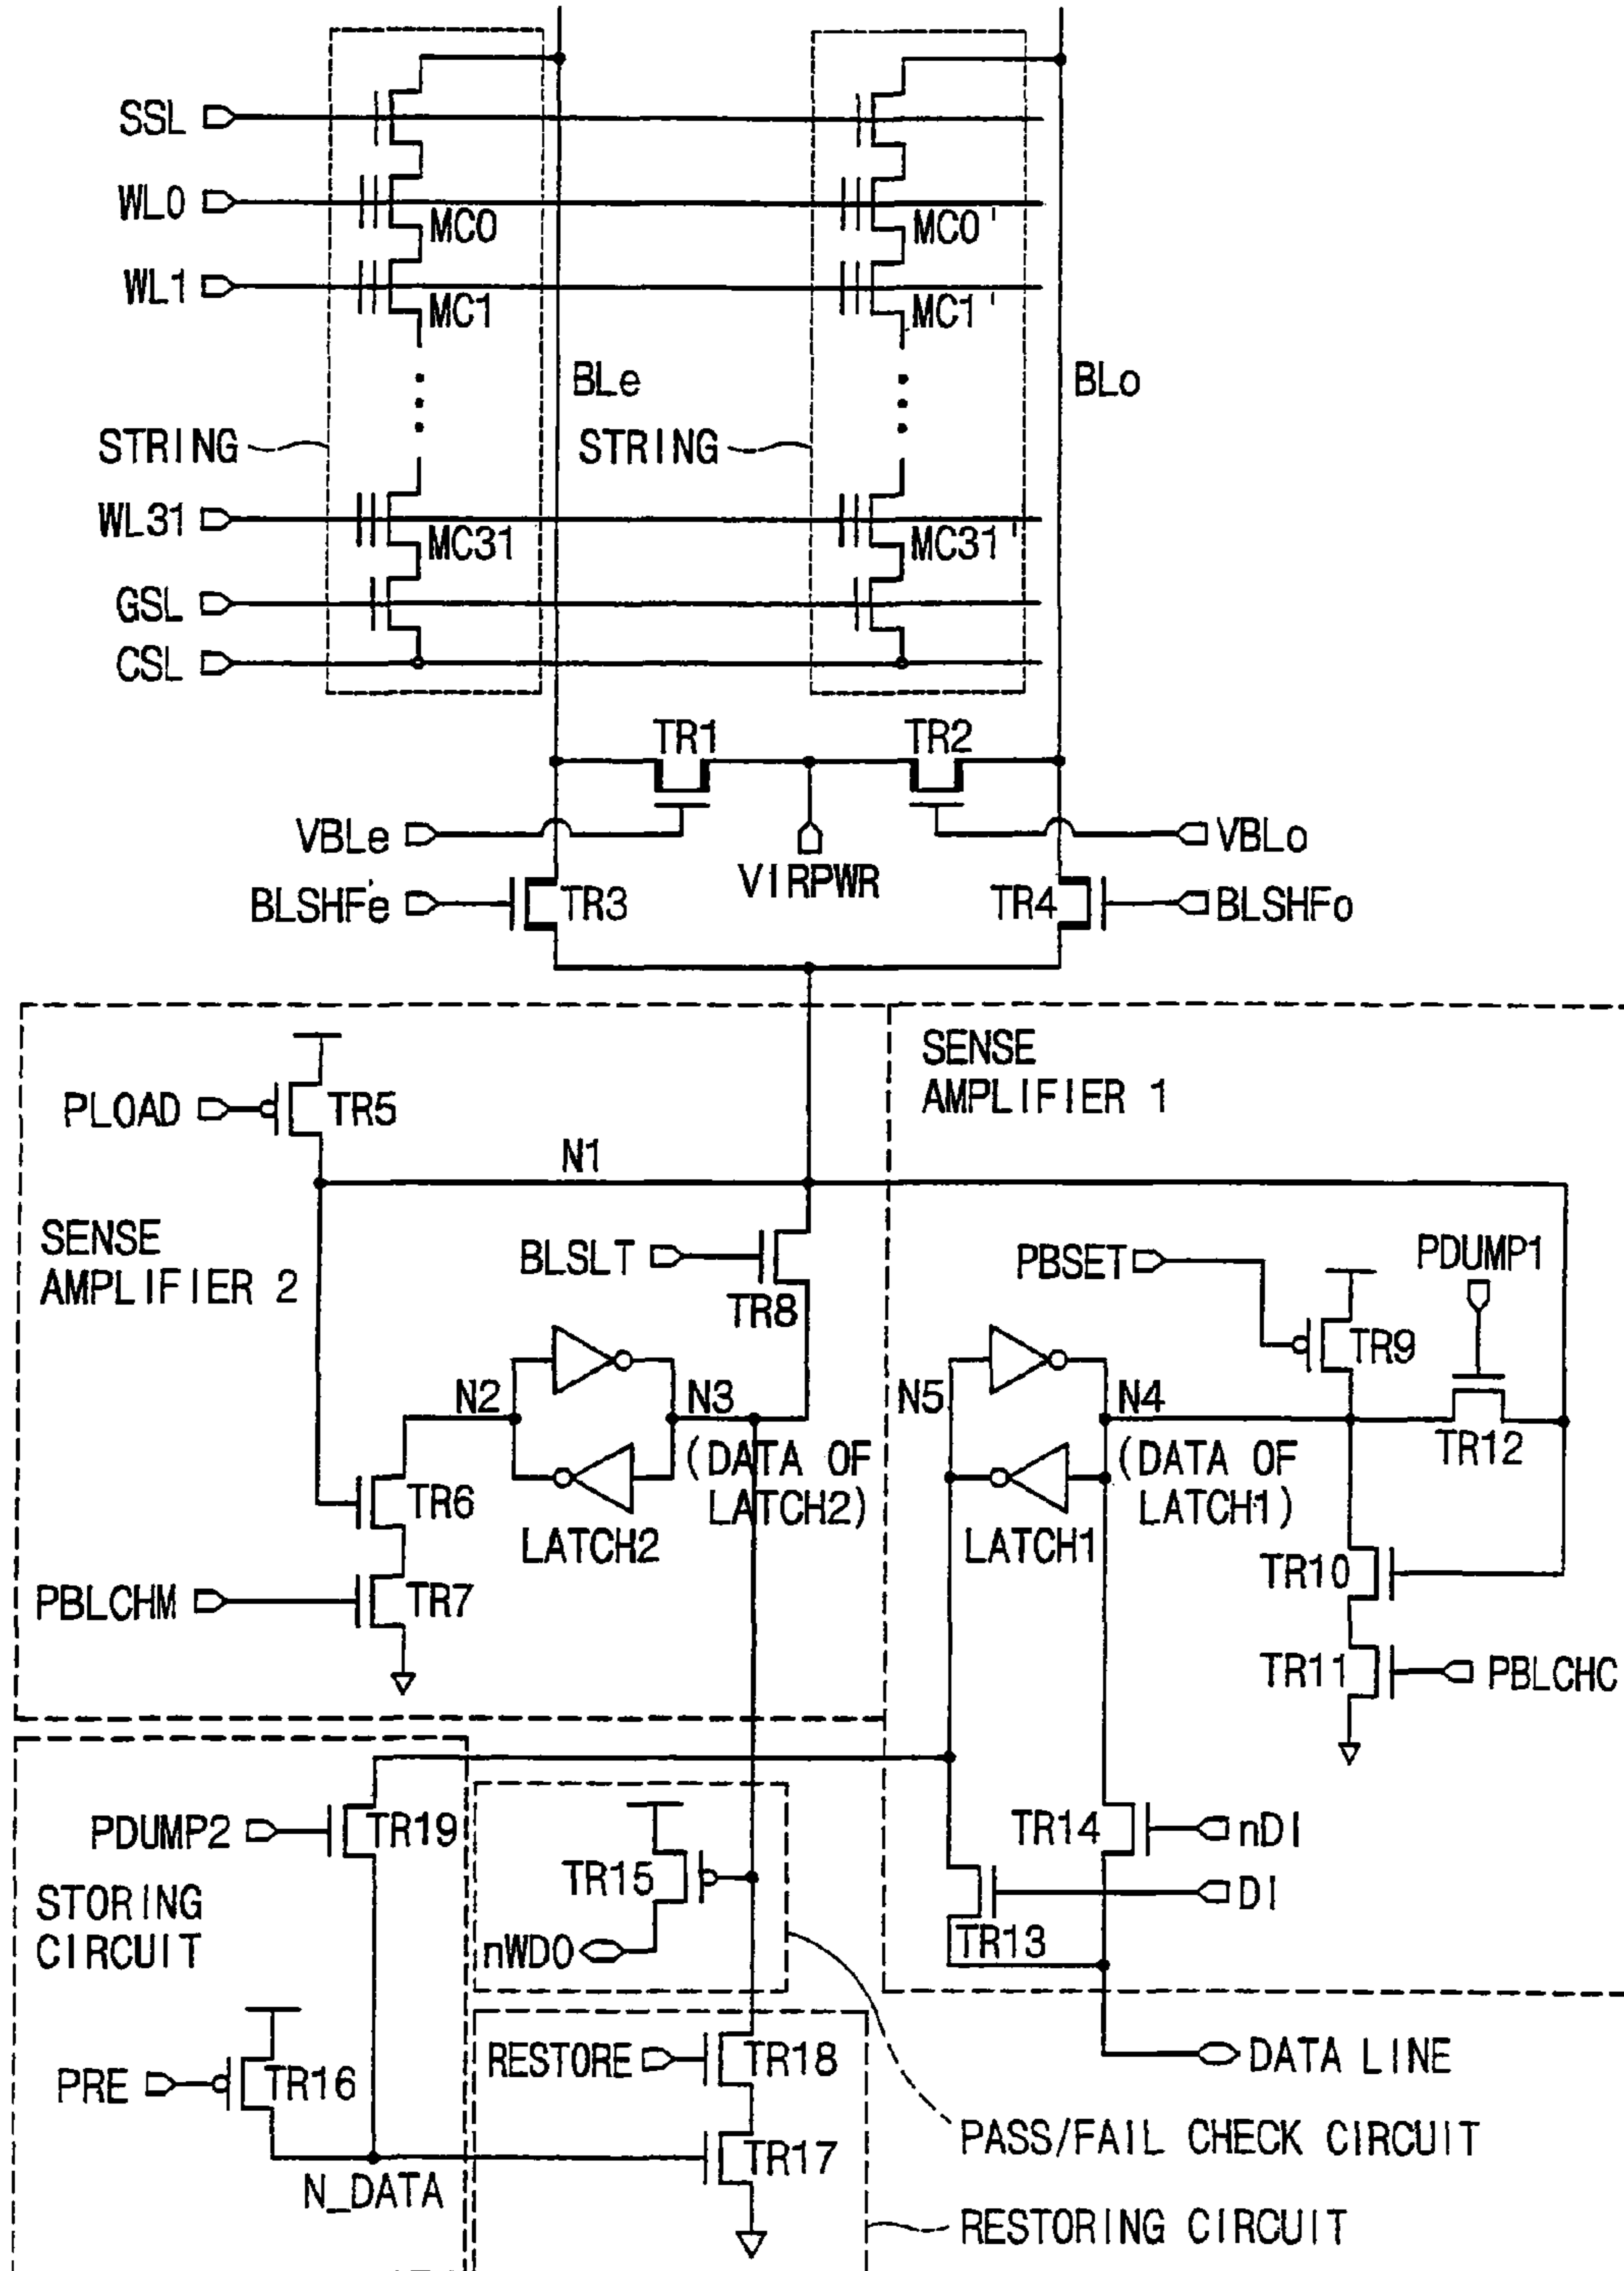 SSL
WL0
MC0
MC0'
WL1
MC1
MC1'
BLe
BLo
STRING
STRING
WL31
MC31
MC31'
GSL
CSL
TR1
TR2
VBLe
VIRPWR
VBLo
BLSHFe
TR3
TR4
BLSHFo
SENSE
AMPLIFIER 1
PLOAD
TR5
N1
SENSE
AMPLIFIER 2
BLSLT
TR8
PBSET
PDUMP1
TR9
N2
N3
(DATA OF
LATCH2)
N5
N4
(DATA OF
LATCH1)
TR12
TR6
LATCH2
LATCH1
TR10
PBLCHM
TR7
TR11
PBLCHC
PDUMP2
TR19
TR15
TR14
nDI
STORING
CIRCUIT
DI
nWDO
TR13
RESTORE
TR18
DATA LINE
PRE
TR16
TR17
PASS/FAIL CHECK CIRCUIT
N_DATA
RESTORING CIRCUIT